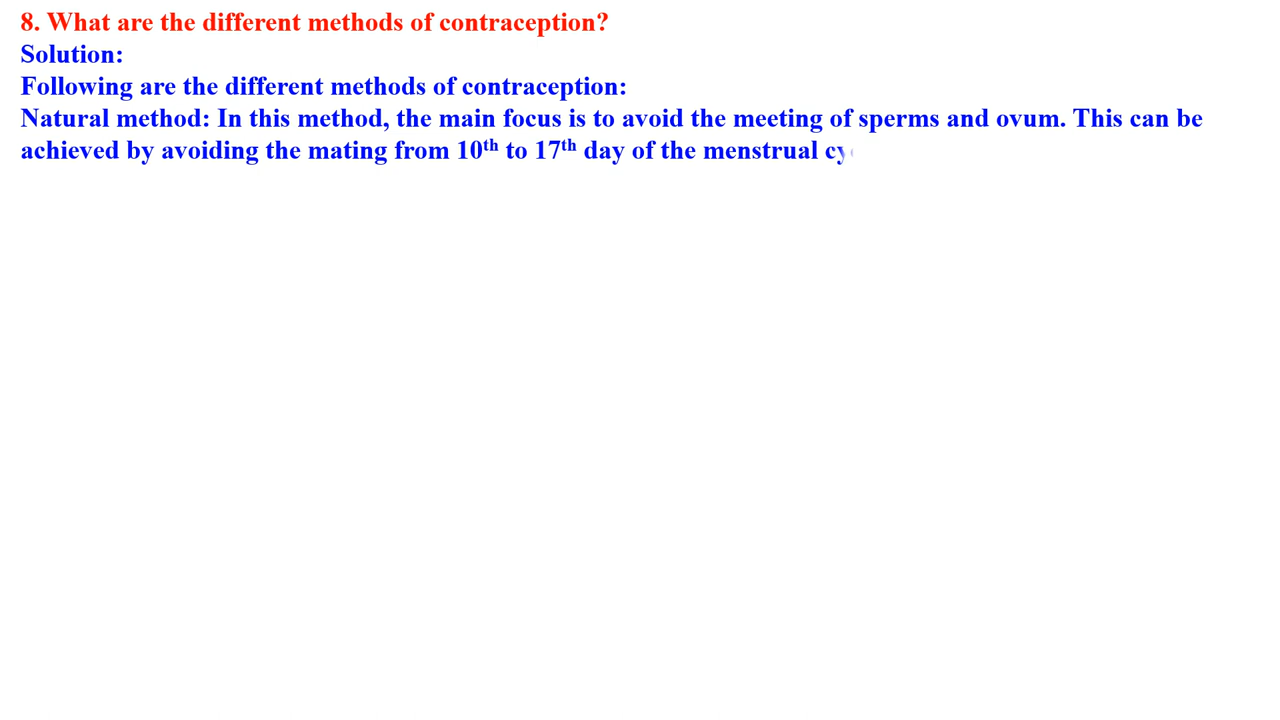 8. What are the different methods of contraception?
Solution:
Following are the different methods of contraception:
Natural method: In this method, the main focus is to avoid the meeting of sperms and ovum. This can be
achieved by avoiding the mating from 10th to 17th day of the menstrual